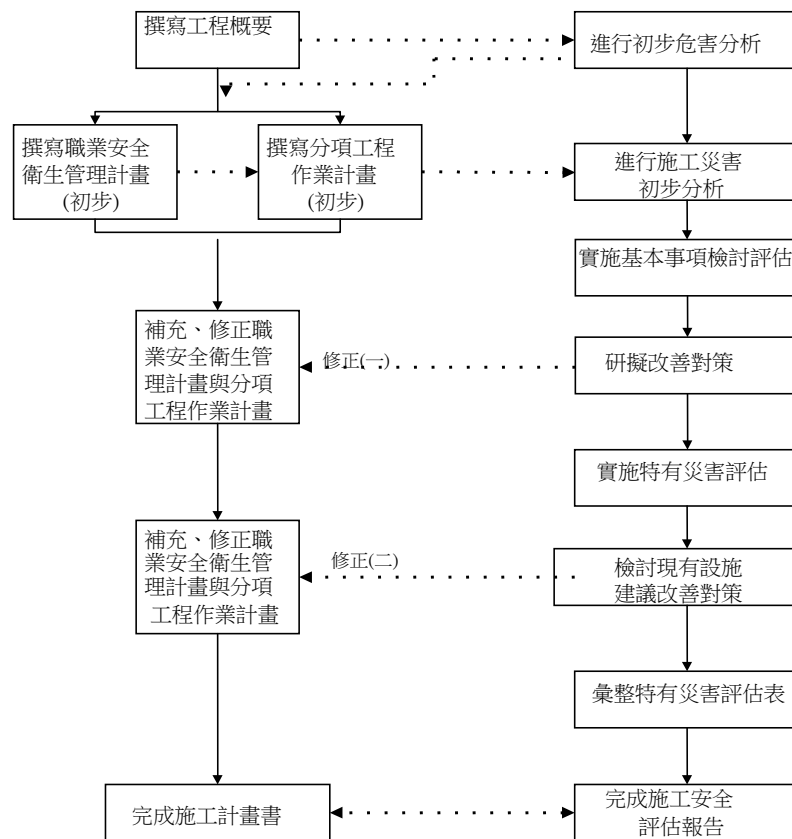 撰寫工程概要
進行初步危害分析
撰寫職業安全
衛生管理計畫
(初步)
撰寫分項工程
作業計畫
(初步)
進行施工災害
初步分析
實施基本事項檢討評估
補充、修正職
業安全衛生管
理計畫與分項
工程作業計畫
修正(一)
研擬改善對策
實施特有災害評估
補充、修正職
業安全衛生管
理計畫與分項
工程作業計畫
修正(二)
檢討現有設施
建議改善對策
彙整特有災害評估表
完成施工計畫書
完成施工安全
評估報告